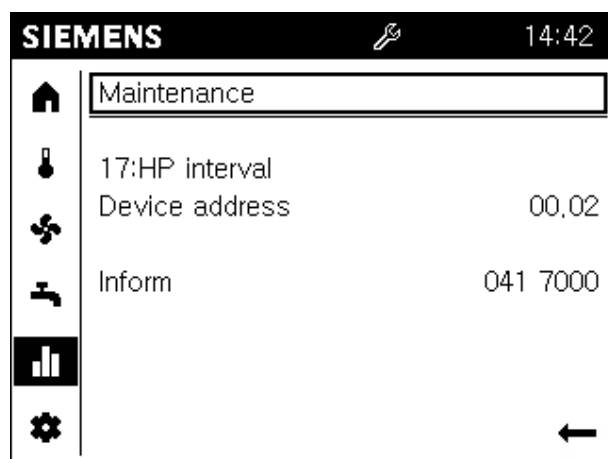 SIEMENS 14:42
Maintenance
17:HP interval
Device address 00.02
Inform 041 7000